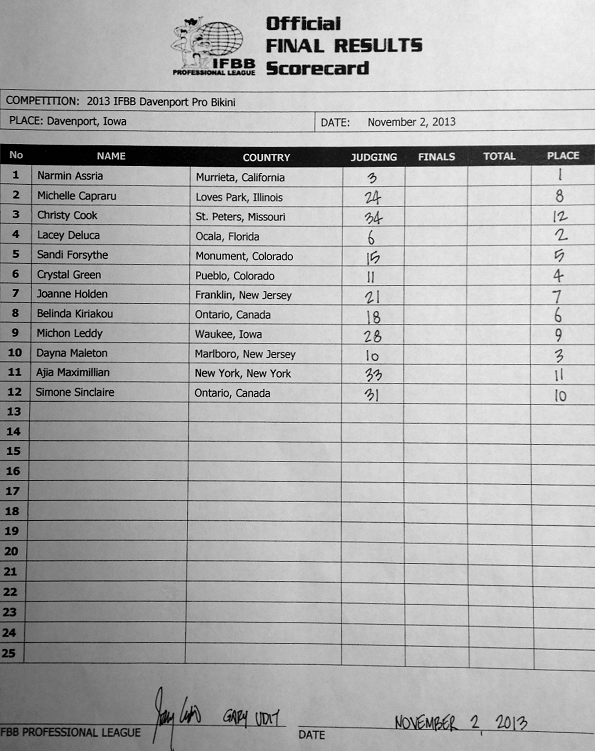 Official
FINAL RESULTS
Scorecard
IFBB
PROFESSIONAL LEAGUE
COMPETITION: 2013 IFBB Davenport Pro Bikini
PLACE: Davenport, Iowa DATE: November 2, 2013
No NAME COUNTRY JUDGING FINALS TOTAL PLACE
1 Narmin Assria Murrieta, California 3 1
2 Michelle Capraru Loves Park, Illinois 24 8
3 Christy Cook St. Peters, Missouri 34 12
4 Lacey Deluca Ocala, Florida 6 2
5 Sandi Forsythe Monument, Colorado 15 5
6 Crystal Green Pueblo, Colorado 11 4
7 Joanne Holden Franklin, New Jersey 21 7
8 Belinda Kiriakou Ontario, Canada 18 6
9 Michon Leddy Waukee, Iowa 28 9
10 Dayna Maleton Marlboro, New Jersey 10 3
11 Ajia Maximillian New York, New York 33 11
12 Simone Sinclaire Ontario, Canada 31 10
13
14
15
16
17
18
19
20
21
22
23
24
25
GARY UDIT NOVEMBER 2, 2013
FBB PROFESSIONAL LEAGUE DATE